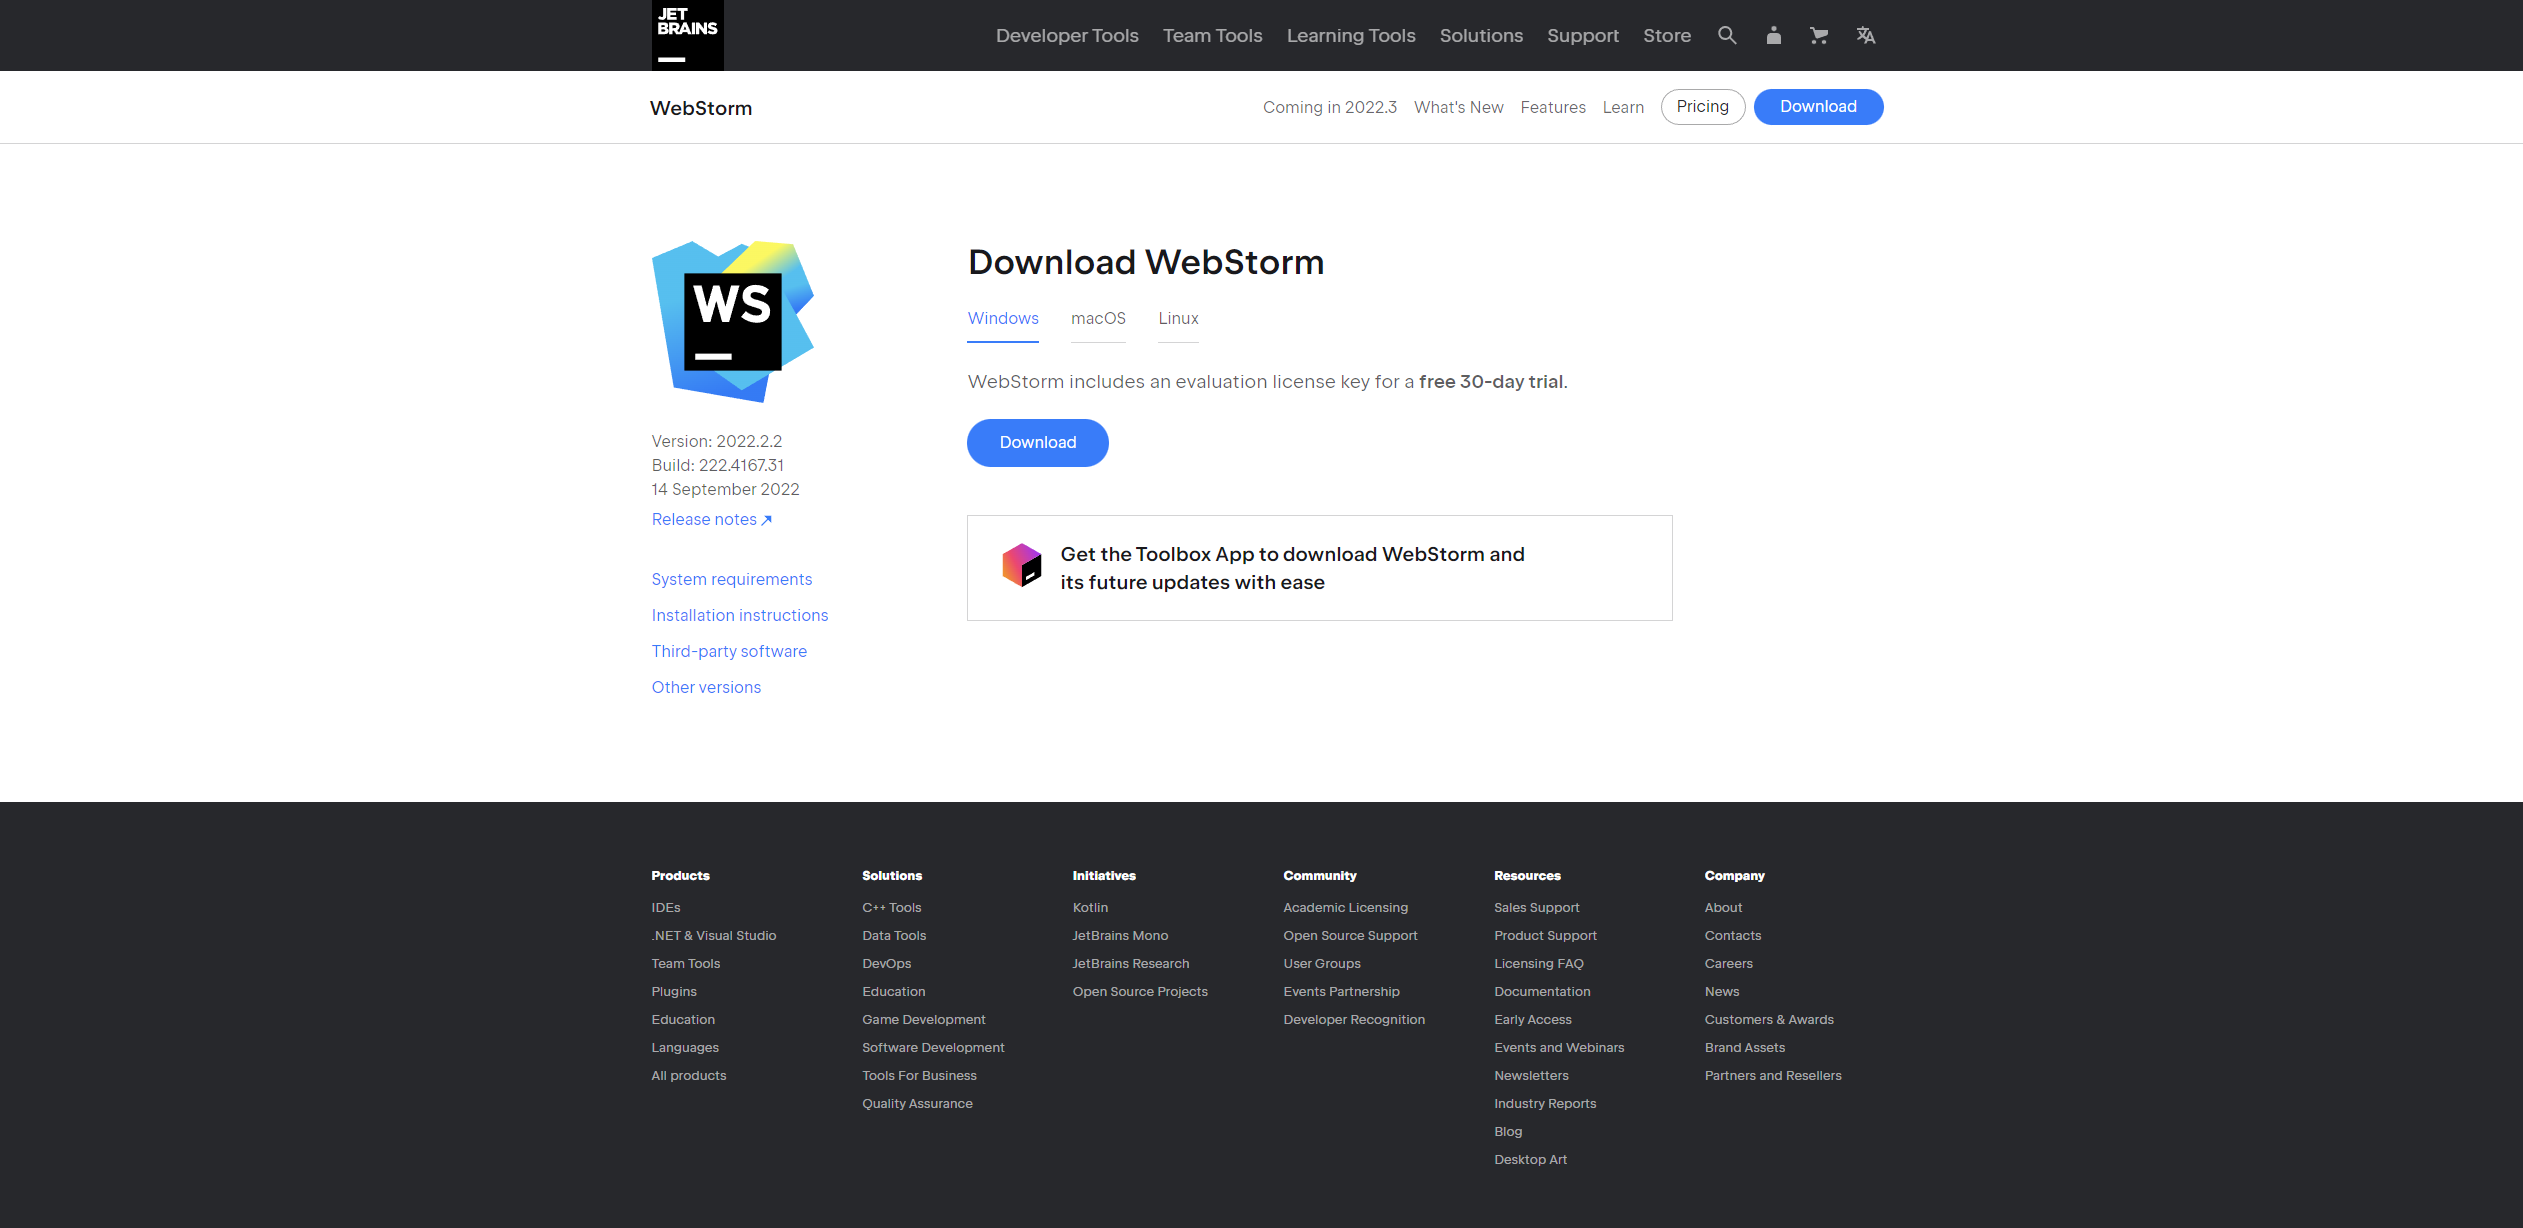 JET
BRAINS
Developer Tools Team Tools Learning Tools Solutions Support Store
WebStorm
Coming in 2022.3 What's New Features Learn Pricing Download
WS
Version: 2022.2.2
Build: 222.4167.31
14 September 2022
Release notes
System requirements
Installation instructions
Third-party software
Other versions
Download WebStorm
Windows macOS Linux
WebStorm includes an evaluation license key for a free 30-day trial.
Download
Get the Toolbox App to download WebStorm and
its future updates with ease
Products
IDEs
.NET & Visual Studio
Team Tools
Plugins
Education
Languages
All products
Solutions
C++ Tools
Data Tools
DevOps
Education
Game Development
Software Development
Tools For Business
Quality Assurance
Initiatives
Kotlin
JetBrains Mono
JetBrains Research
Open Source Projects
Community
Academic Licensing
Open Source Support
User Groups
Events Partnership
Developer Recognition
Resources
Sales Support
Product Support
Licensing FAQ
Documentation
Early Access
Events and Webinars
Newsletters
Industry Reports
Blog
Desktop Art
Company
About
Contacts
Careers
News
Customers & Awards
Brand Assets
Partners and Resellers